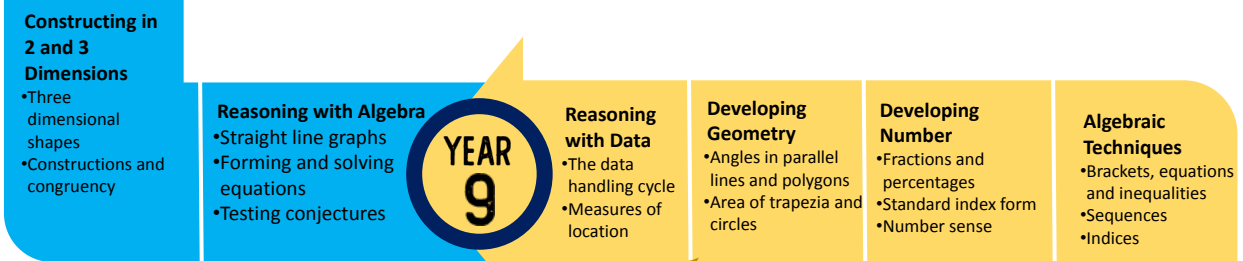 Constructing in
2 and 3
Dimensions
•Three
dimensional
shapes
•Constructions and
congruency
Reasoning with Algebra
•Straight line graphs
•Forming and solving
equations
•Testing conjectures
YEAR
9
Reasoning
with Data
•The data
handling cycle
•Measures of
location
Developing
Geometry
•Angles in parallel
lines and polygons
•Area of trapezia and
circles
Developing
Number
•Fractions and
percentages
•Standard index form
•Number sense
Algebraic
Techniques
•Brackets, equations
and inequalities
•Sequences
•Indices